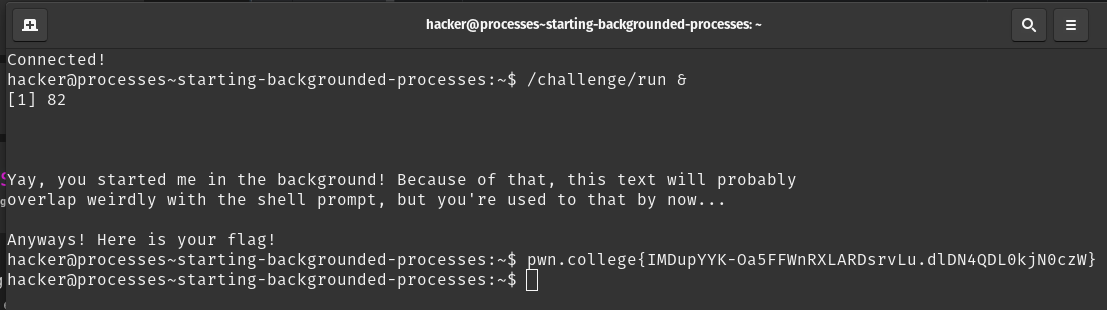 hacker@processes~starting-backgrounded-processes: ~
Connected!
hacker@processes~starting-backgrounded-processes:~$ /challenge/run &
[1] 82
Yay, you started me in the background! Because of that, this text will probably
overlap weirdly with the shell prompt, but you're used to that by now...
Anyways! Here is your flag!
hacker@processes~starting-backgrounded-processes:~$ pwn.college{IMDupYYK-Oa5FFWnRXLARDsrvLu.dlDN4QDL0kjN0czW}
hacker@processes~starting-backgrounded-processes:~$